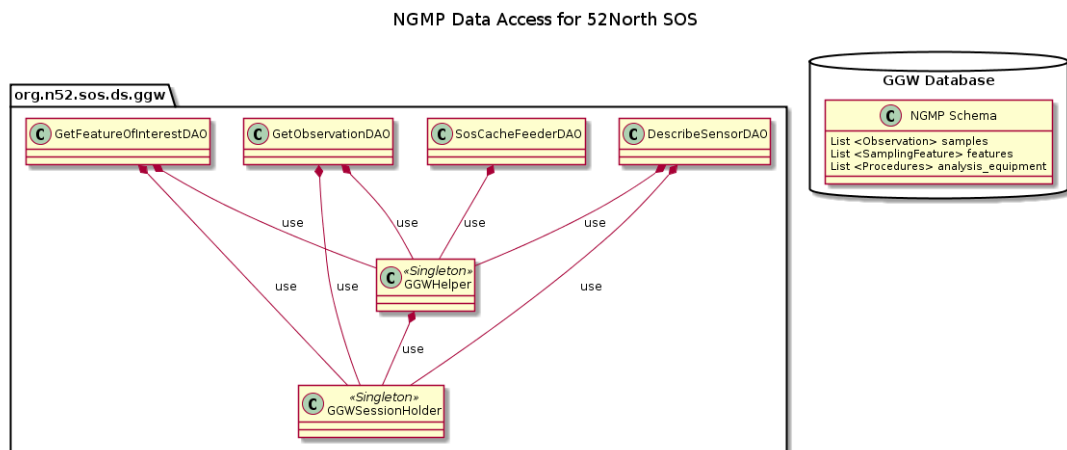 NGMP Data Access for 52North SOS
org.n52.sos.ds.ggw
C GetFeatureOfInterestDAO
C GetObservationDAO
C SosCacheFeederDAO
C DescribeSensorDAO
GGW Database
C NGMP Schema
List <Observation> samples
List <SamplingFeature> features
List <Procedures> analysis_equipment
use
use
use
use
C «Singleton»
GGWHelper
use
use
use
use
C «Singleton»
GGWSessionHolder